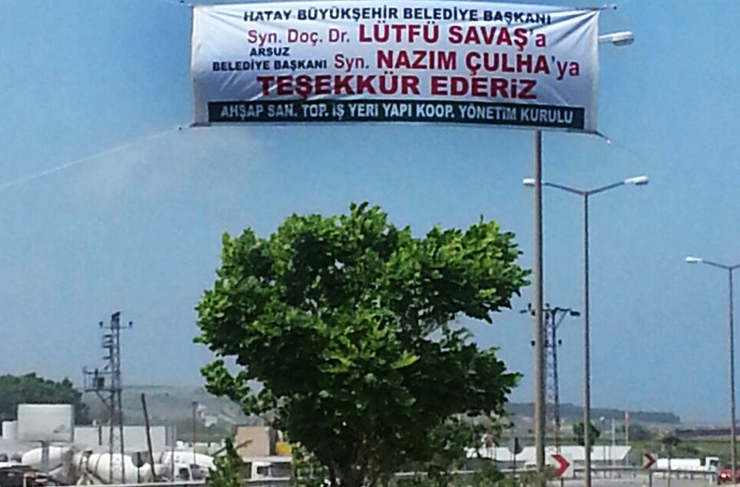 HATAY BÜYÜKŞEHİR BELEDİYE BAŞKANI
Syn. Doç. Dr. LÜTFÜ SAVAŞ'a
ARSUZ
BELEDİYE BAŞKANI Syn. NAZIM ÇULHA'ya
TEŞEKKÜR EDERİZ
AHŞAP SAN. TOP. İŞ YERİ YAPI KOOP. YÖNETİM KURULU